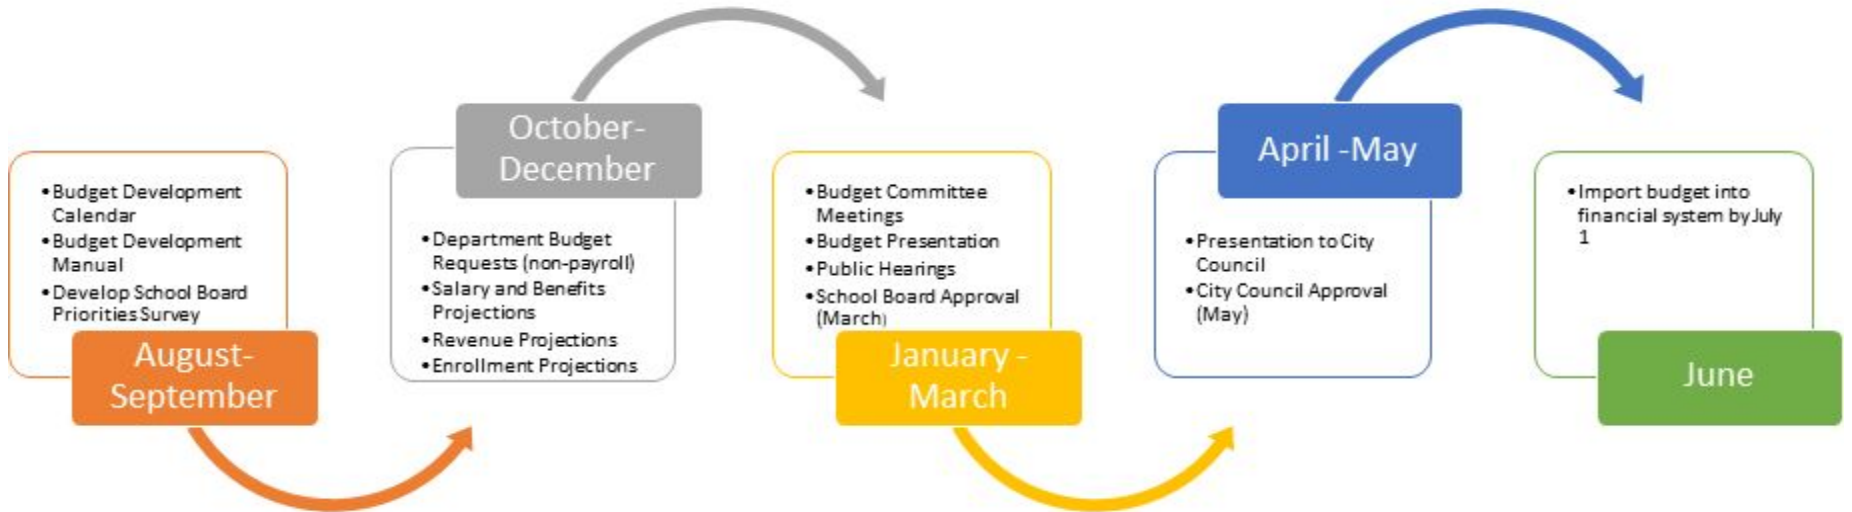 • Budget Development
Calendar
• Budget Development
Manual
• Develop School Board
Priorities Survey
August-
September
October-
December
• Department Budget
Requests (non-payroll)
• Salary and Benefits
Projections
• Revenue Projections
• Enrollment Projections
• Budget Committee
Meetings
• Budget Presentation
• Public Hearings
• School Board Approval
(March)
January -
March
April -May
• Presentation to City
Council
• City Council Approval
(May)
• Import budget into
financial system by July
1
June